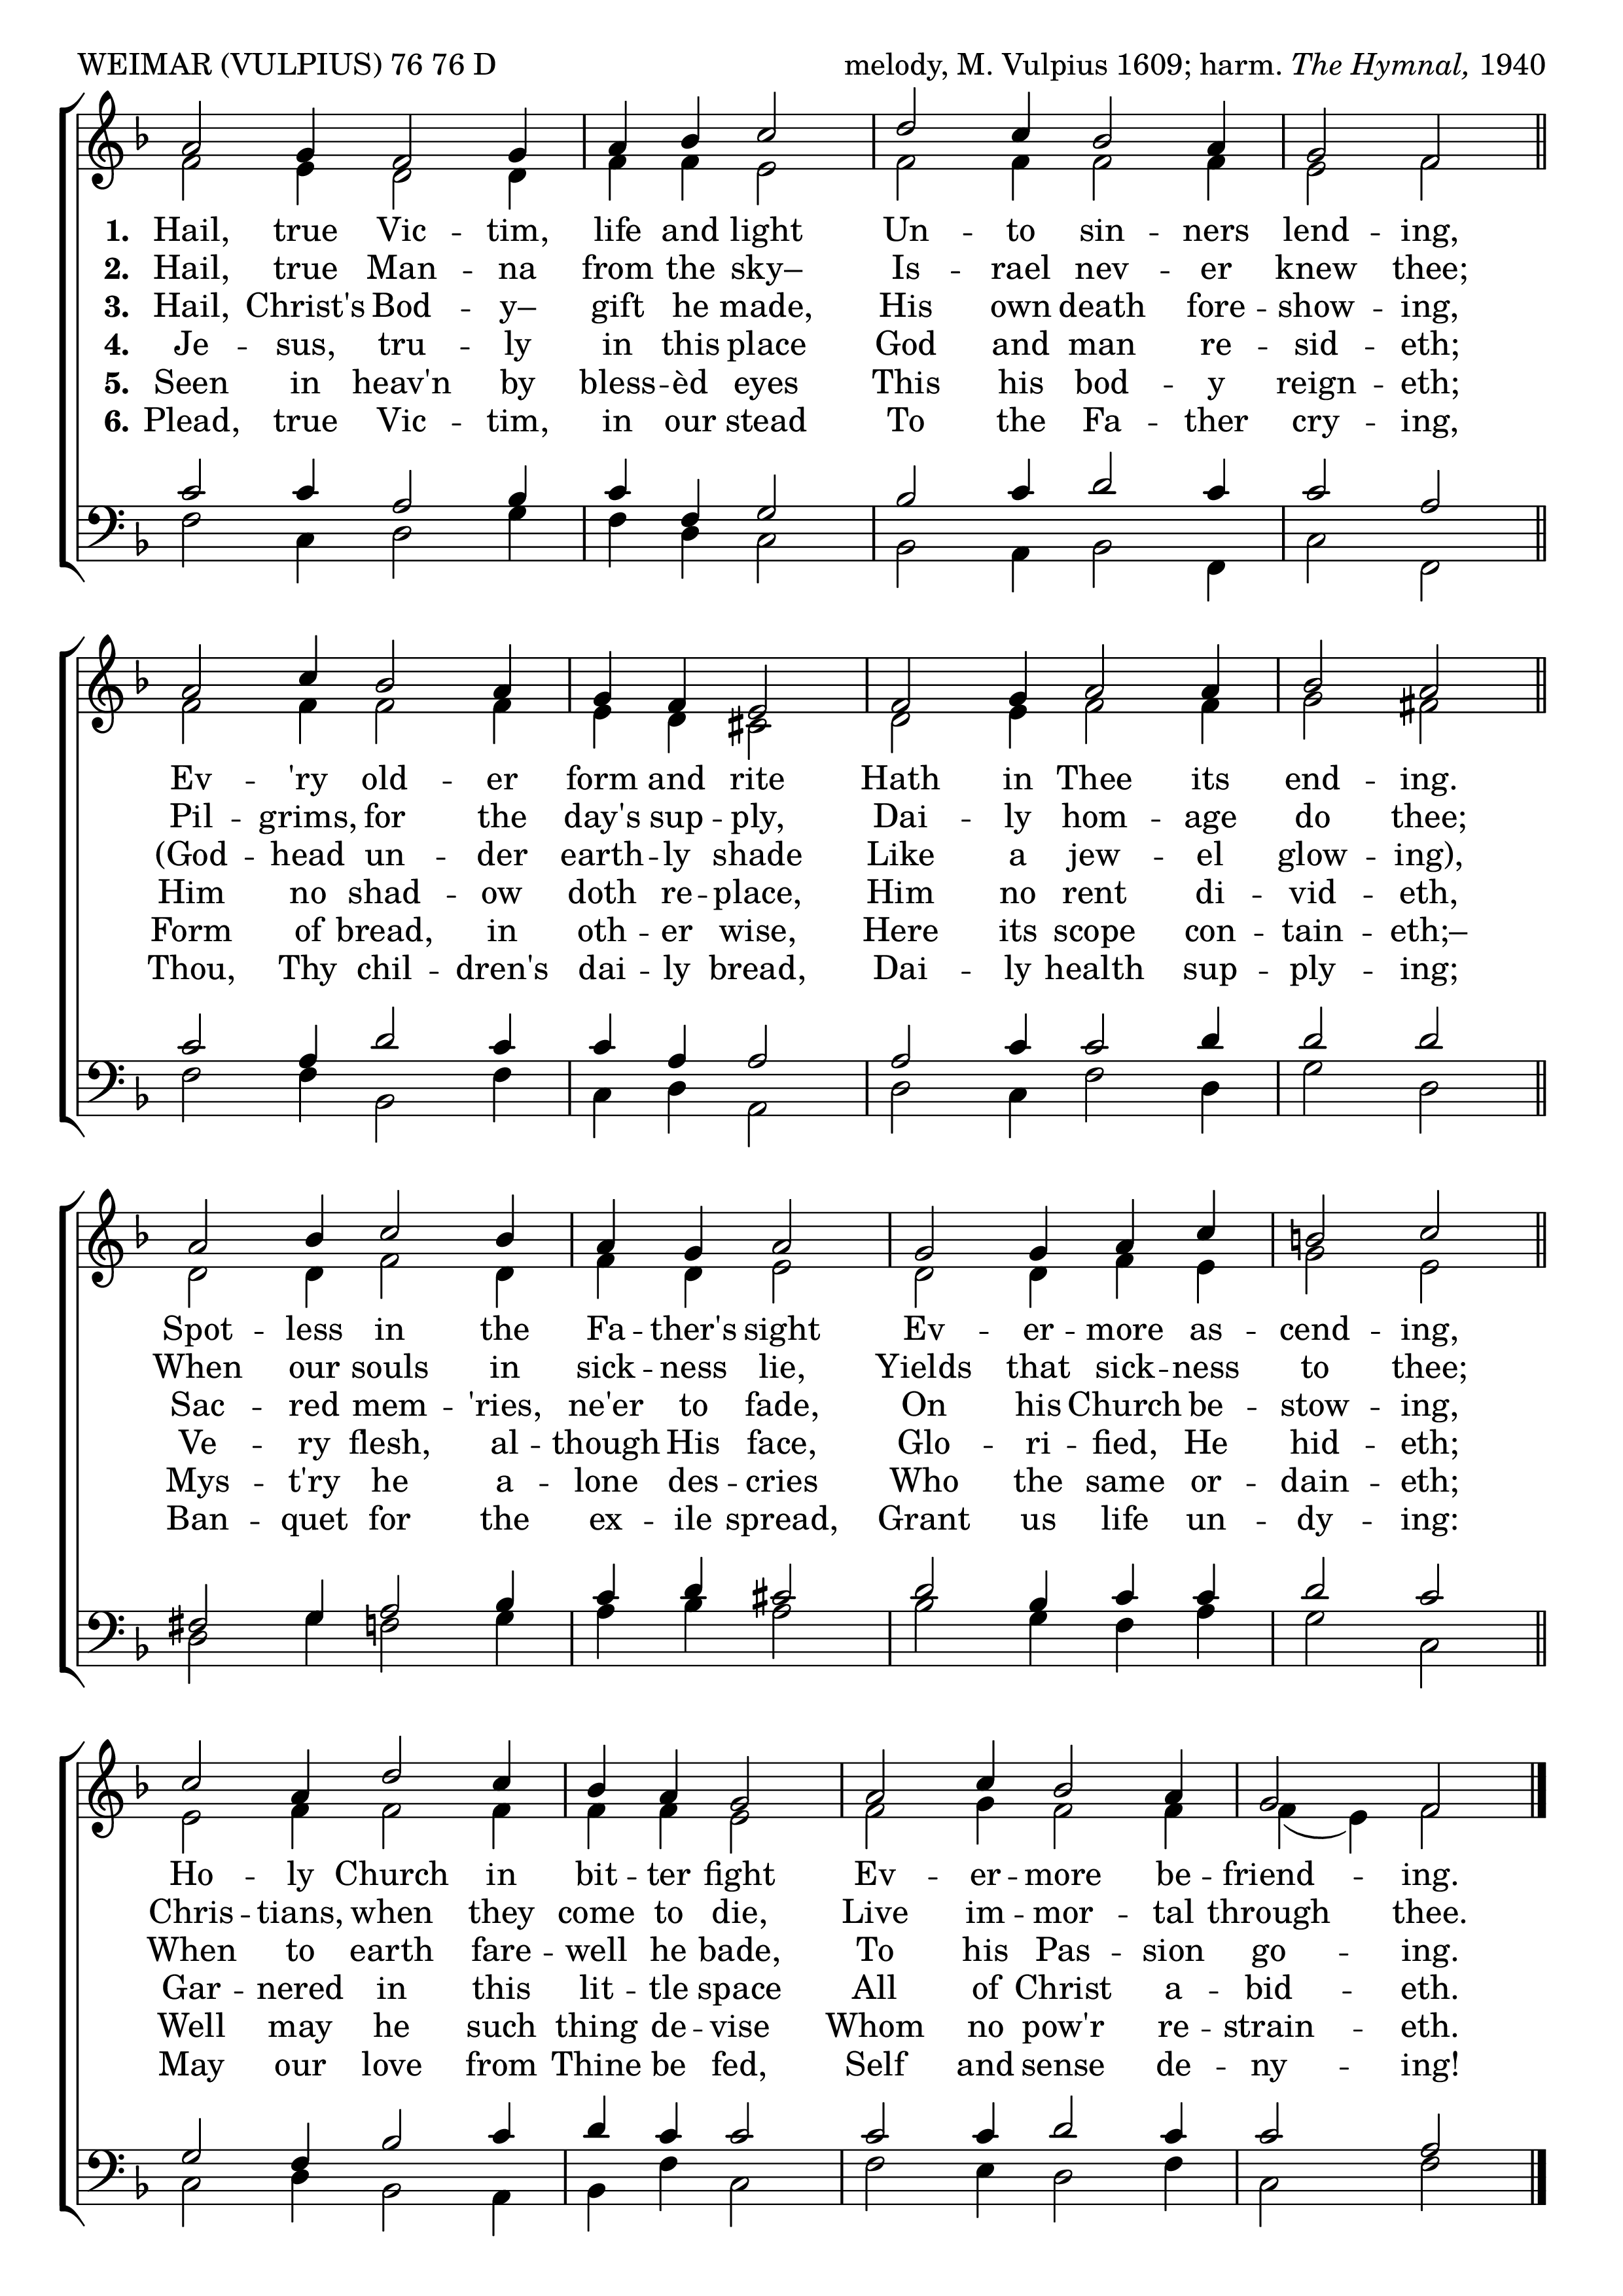 WEIMAR (VULPIUS) 76 76 D melody, M. Vulpius 1609; harm. The Hymnal, 1940
1. Hail, true Vic - tim, life and light Un - to sin - ners lend - ing,
2. Hail, true Man - na from the sky– Is - rael nev - er knew thee;
3. Hail, Christ's Bod - y– gift he made, His own death fore - show - ing,
4. Je - sus, tru - ly in this place God and man re - sid - eth;
5. Seen in heav'n by bless - èd eyes This his bod - y reign - eth;
6. Plead, true Vic - tim, in our stead To the Fa - ther cry - ing,
Ev - 'ry old - er form and rite Hath in Thee its end - ing.
Pil - grims, for the day's sup - ply, Dai - ly hom - age do thee;
(God - head un - der earth - ly shade Like a jew - el glow - ing),
Him no shad - ow doth re - place, Him no rent di - vid - eth,
Form of bread, in oth - er wise, Here its scope con - tain - eth;–
Thou, Thy chil - dren's dai - ly bread, Dai - ly health sup - ply - ing;
Spot - less in the Fa - ther's sight Ev - er - more as - cend - ing,
When our souls in sick - ness lie, Yields that sick - ness to thee;
Sac - red mem - 'ries, ne'er to fade, On his Church be - stow - ing,
Ve - ry flesh, al - though His face, Glo - ri - fied, He hid - eth;
Mys - t'ry he a - lone des - cries Who the same or - dain - eth;
Ban - quet for the ex - ile spread, Grant us life un - dy - ing:
Ho - ly Church in bit - ter fight Ev - er - more be - friend - ing.
Chris - tians, when they come to die, Live im - mor - tal through thee.
When to earth fare - well he bade, To his Pas - sion go - ing.
Gar - nered in this lit - tle space All of Christ a - bid - eth.
Well may he such thing de - vise Whom no pow'r re - strain - eth.
May our love from Thine be fed, Self and sense de - ny - ing!